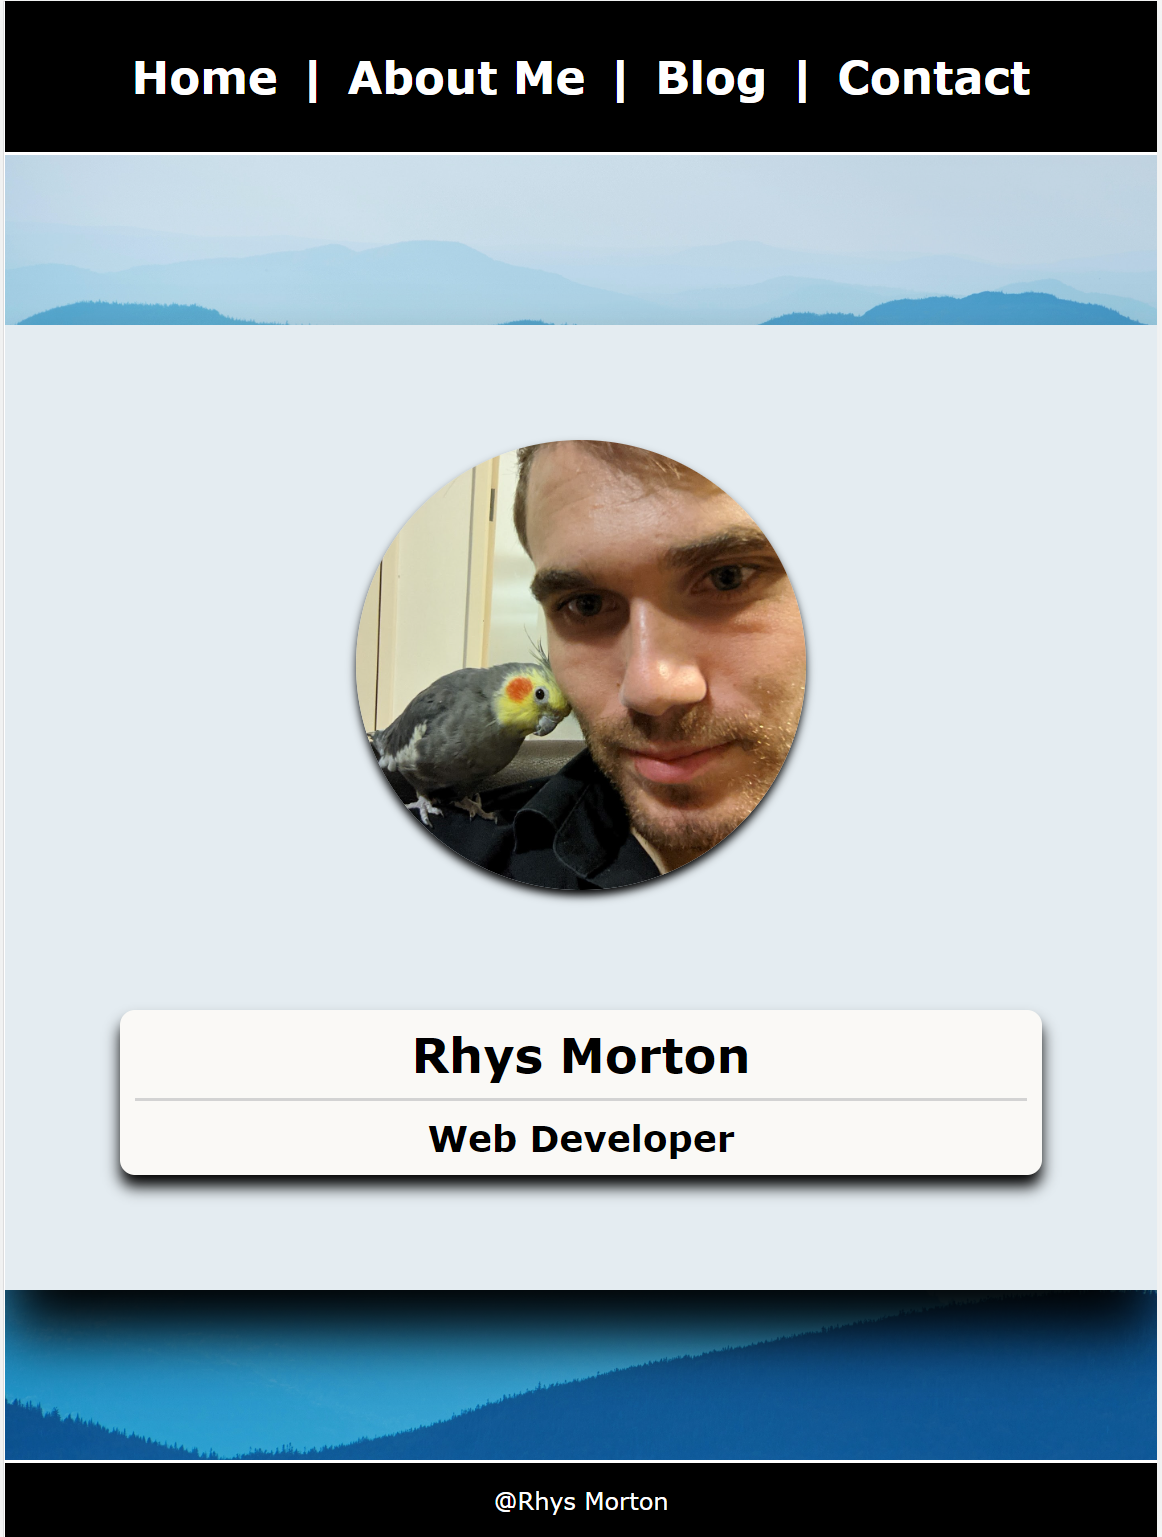 Home | About Me | Blog | Contact
Rhys Morton
Web Developer
@Rhys Morton